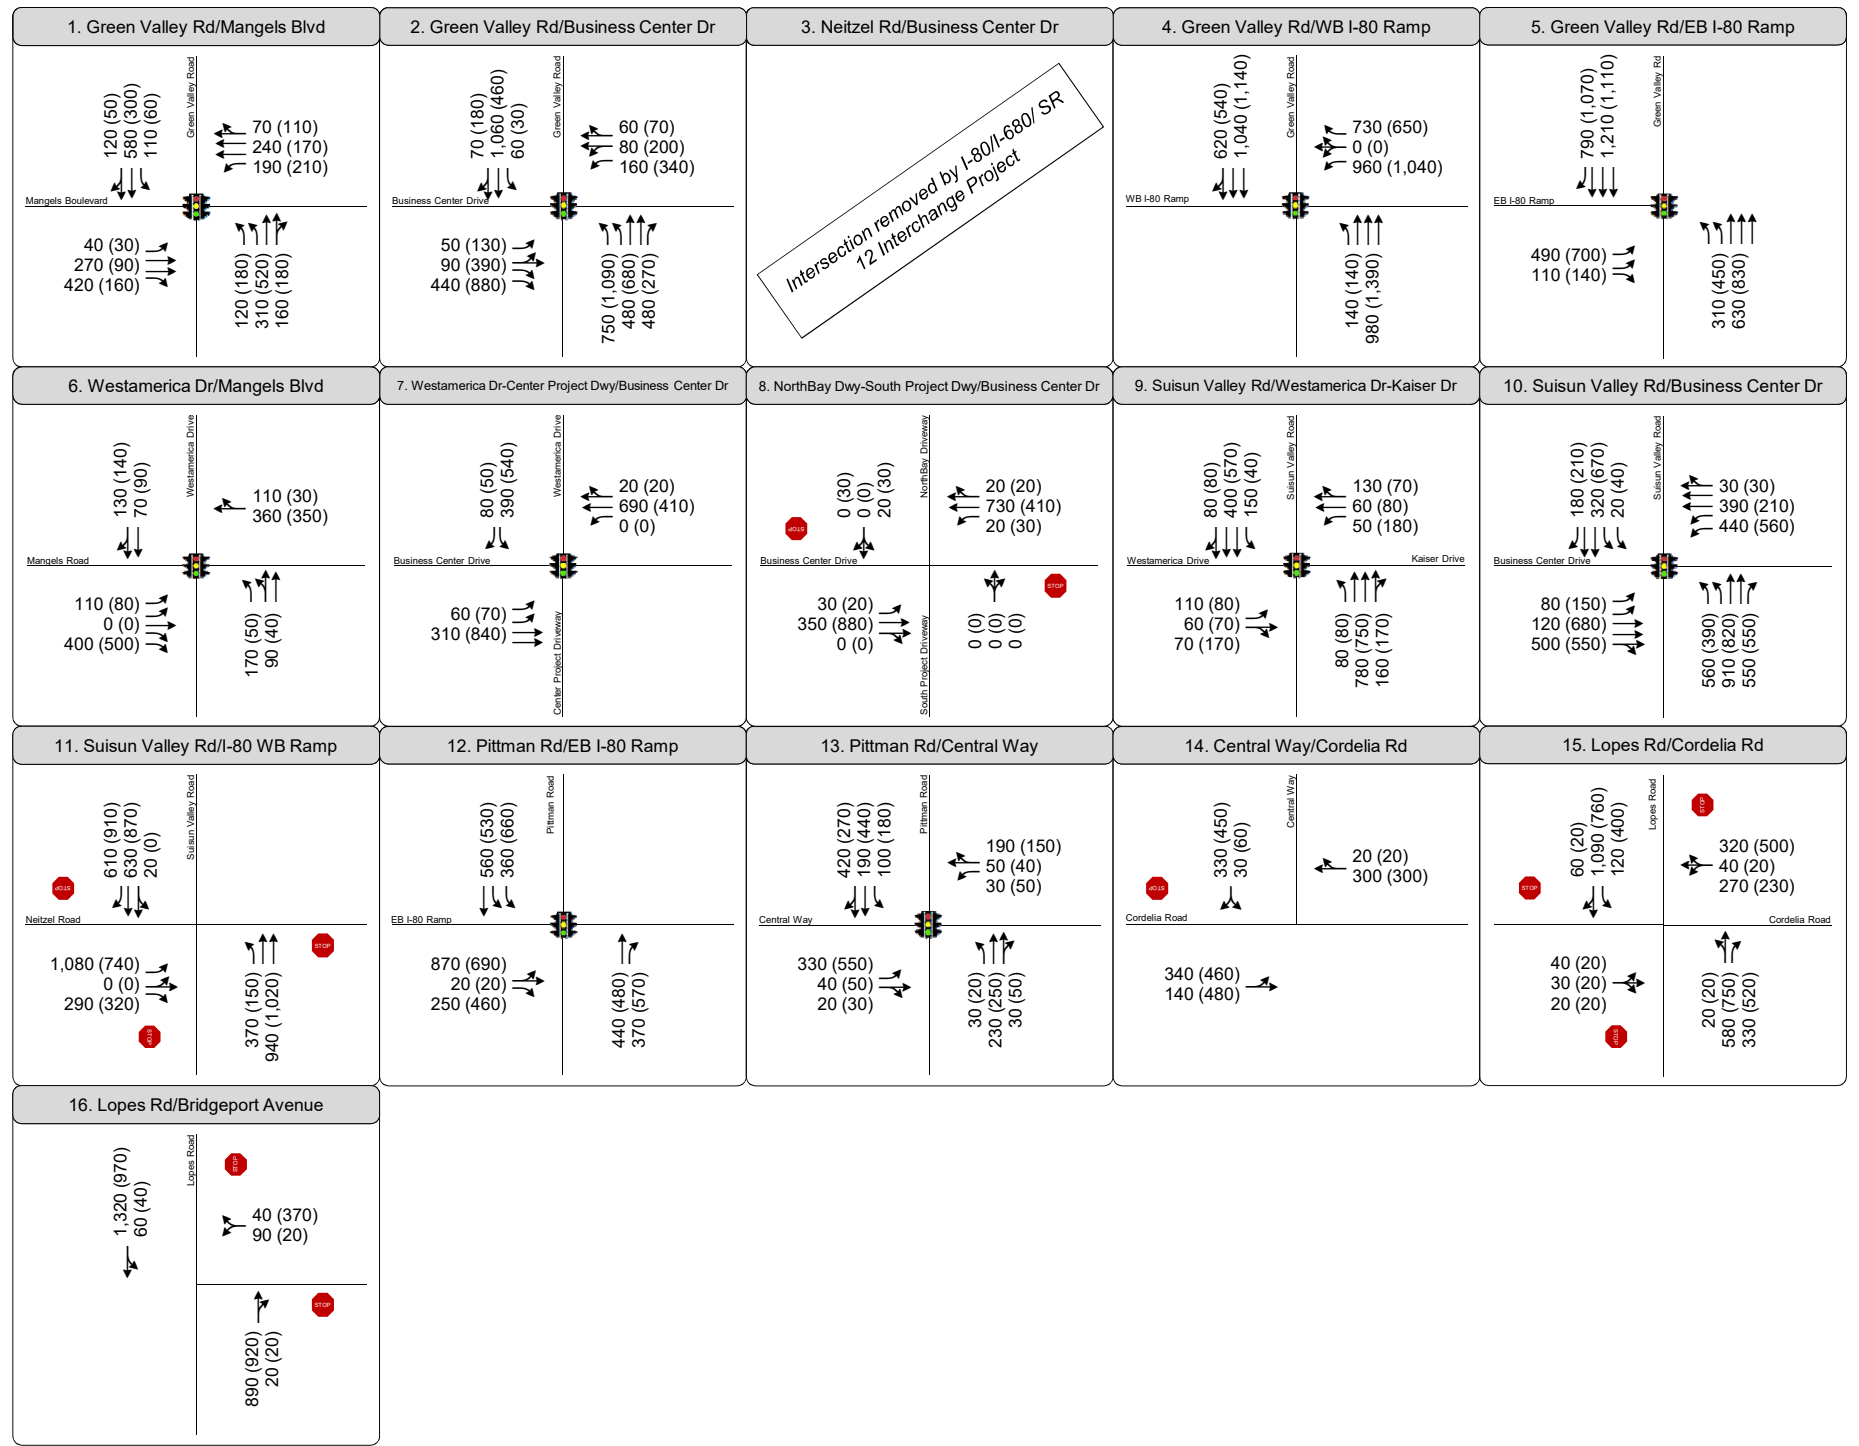 1. Green Valley Rd/Mangels Blvd
120 (50)
580 (300)
110 (60)
Green Valley Road
70 (110)
240 (170)
190 (210)
Mangels Boulevard
40 (30)
270 (90)
420 (160)
120 (180)
310 (520)
160 (180)
2. Green Valley Rd/Business Center Dr
70 (180)
1,060 (460)
60 (30)
Green Valley Road
60 (70)
80 (200)
160 (340)
Business Center Drive
50 (130)
90 (390)
440 (880)
750 (1,090)
480 (680)
480 (270)
3. Neitzel Rd/Business Center Dr
Intersection removed by I-80/I-680/ SR
12 Interchange Project
4. Green Valley Rd/WB I-80 Ramp
620 (540)
1,040 (1,140)
Green Valley Road
730 (650)
0 (0)
960 (1,040)
WB I-80 Ramp
140 (140)
980 (1,390)
5. Green Valley Rd/EB I-80 Ramp
790 (1,070)
1,210 (1,110)
Green Valley Rd
EB I-80 Ramp
490 (700)
110 (140)
310 (450)
630 (830)
6. Westamerica Dr/Mangels Blvd
130 (140)
70 (90)
Westamerica Drive
110 (30)
360 (350)
Mangels Road
110 (80)
0 (0)
400 (500)
170 (50)
90 (40)
7. Westamerica Dr-Center Project Dwy/Business Center Dr
80 (50)
390 (540)
Westamerica Drive
20 (20)
690 (410)
0 (0)
Business Center Drive
60 (70)
310 (840)
Center Project Driveway
8. NorthBay Dwy-South Project Dwy/Business Center Dr
0 (30)
0 (0)
20 (30)
NorthBay Driveway
20 (20)
730 (410)
20 (30)
STOP
Business Center Drive
STOP
30 (20)
350 (880)
0 (0)
South Project Driveway
0 (0)
0 (0)
0 (0)
9. Suisun Valley Rd/Westamerica Dr-Kaiser Dr
80 (80)
400 (570)
150 (40)
Suisun Valley Road
130 (70)
60 (80)
50 (180)
Westamerica Drive
Kaiser Drive
110 (80)
60 (70)
70 (170)
80 (80)
780 (750)
160 (170)
10. Suisun Valley Rd/Business Center Dr
180 (210)
320 (670)
20 (40)
Suisun Valley Road
30 (30)
390 (210)
440 (560)
Business Center Drive
80 (150)
120 (680)
500 (550)
560 (390)
910 (820)
550 (550)
11. Suisun Valley Rd/I-80 WB Ramp
610 (910)
630 (870)
20 (0)
Suisun Valley Road
STOP
Neitzel Road
STOP
1,080 (740)
0 (0)
290 (320)
STOP
370 (150)
940 (1,020)
12. Pittman Rd/EB I-80 Ramp
560 (530)
360 (660)
Pittman Road
EB I-80 Ramp
870 (690)
20 (20)
250 (460)
440 (480)
370 (570)
13. Pittman Rd/Central Way
420 (270)
190 (440)
100 (180)
Pittman Road
190 (150)
50 (40)
30 (50)
Central Way
330 (550)
40 (50)
20 (30)
30 (20)
230 (250)
30 (50)
14. Central Way/Cordelia Rd
330 (450)
30 (60)
Central Way
20 (20)
300 (300)
STOP
Cordelia Road
340 (460)
140 (480)
15. Lopes Rd/Cordelia Rd
60 (20)
1,090 (760)
120 (400)
Lopes Road
STOP
320 (500)
40 (20)
270 (230)
STOP
Cordelia Road
40 (20)
30 (20)
20 (20)
STOP
20 (20)
580 (750)
330 (520)
16. Lopes Rd/Bridgeport Avenue
1,320 (970)
60 (40)
Lopes Road
STOP
40 (370)
90 (20)
STOP
890 (920)
20 (20)